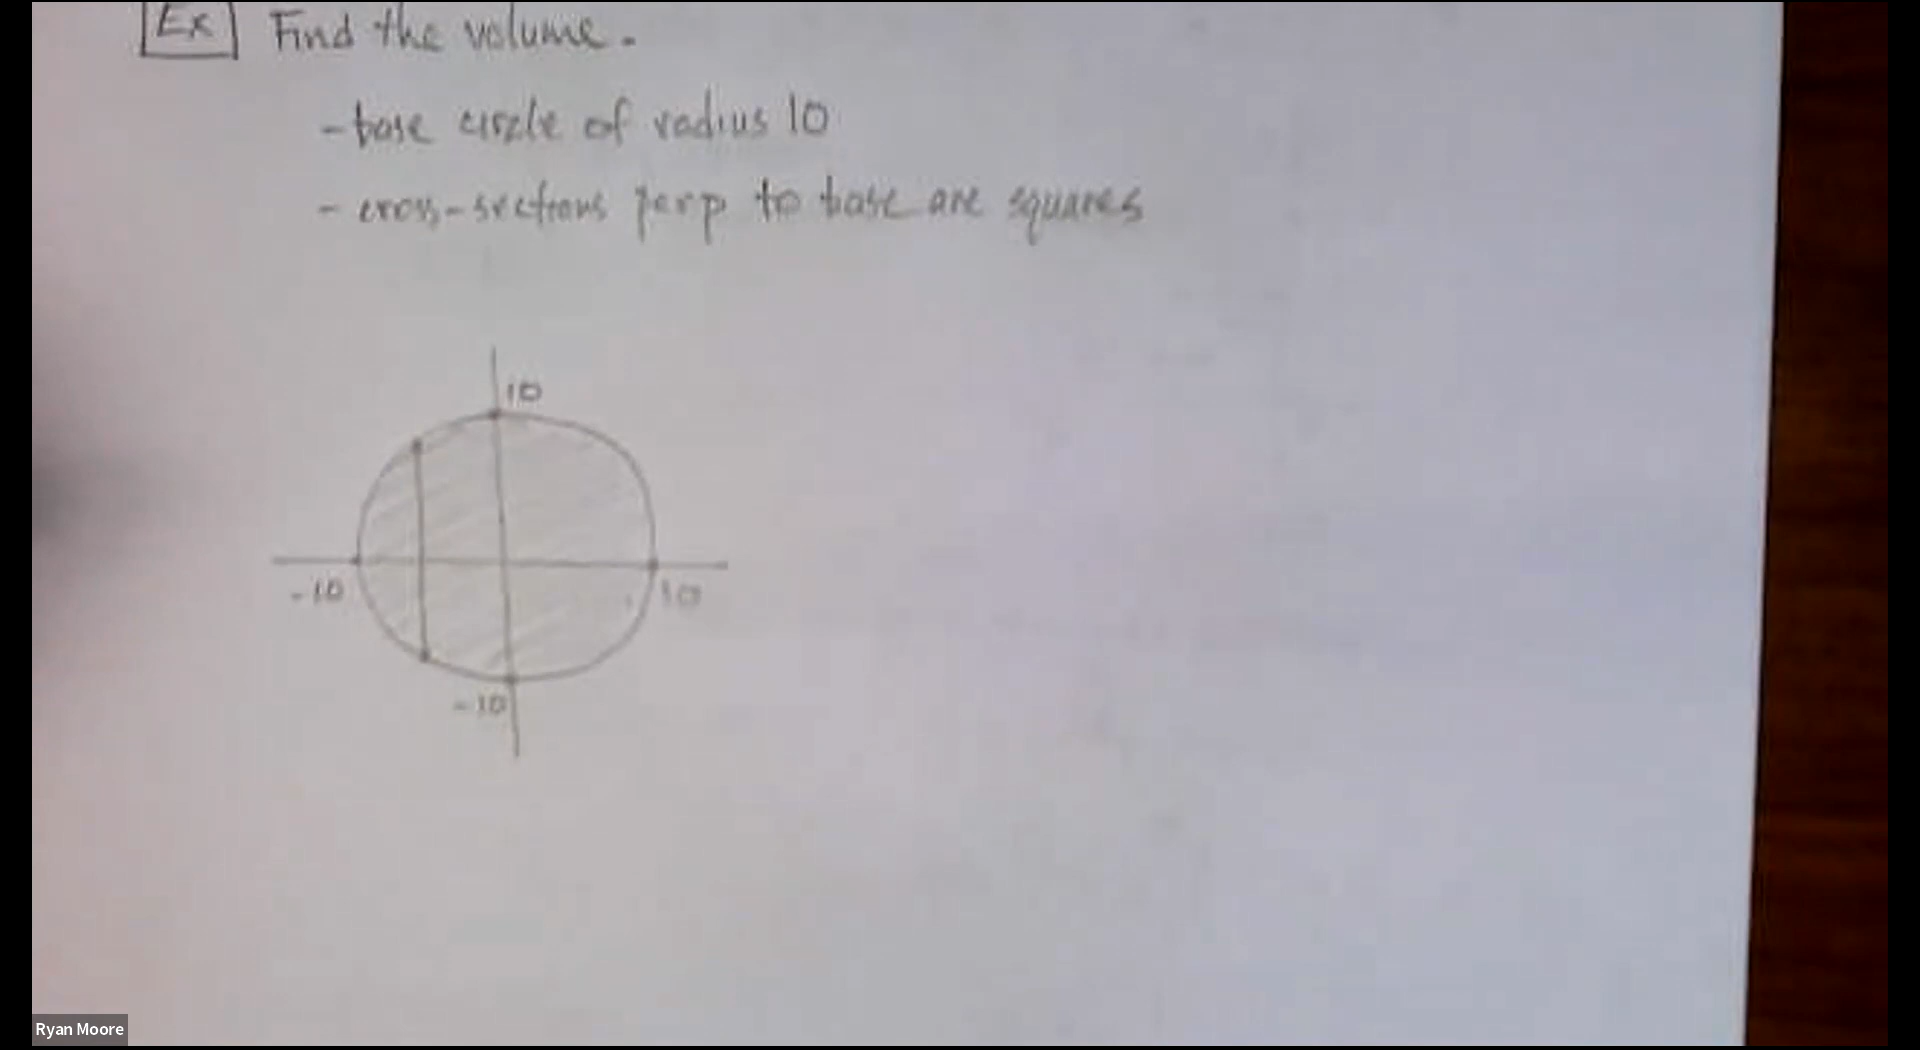 Ex Find the volume.
- base circle of radius 10
- cross-sections perp to base are squares
10
-10
10
-10
Ryan Moore